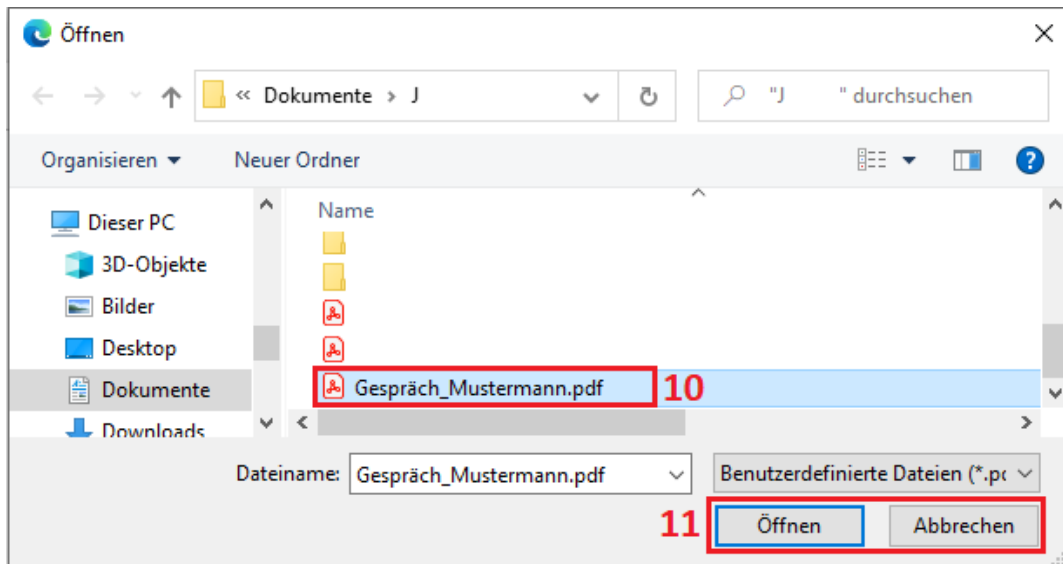 Öffnen
« Dokumente › J
"J " durchsuchen
Organisieren
Neuer Ordner
Dieser PC
3D-Objekte
Bilder
Desktop
Dokumente
Downloads
Name
Gespräch_Mustermann.pdf 10
Dateiname: Gespräch_Mustermann.pdf
Benutzerdefinierte Dateien (*.p
11 Öffnen Abbrechen